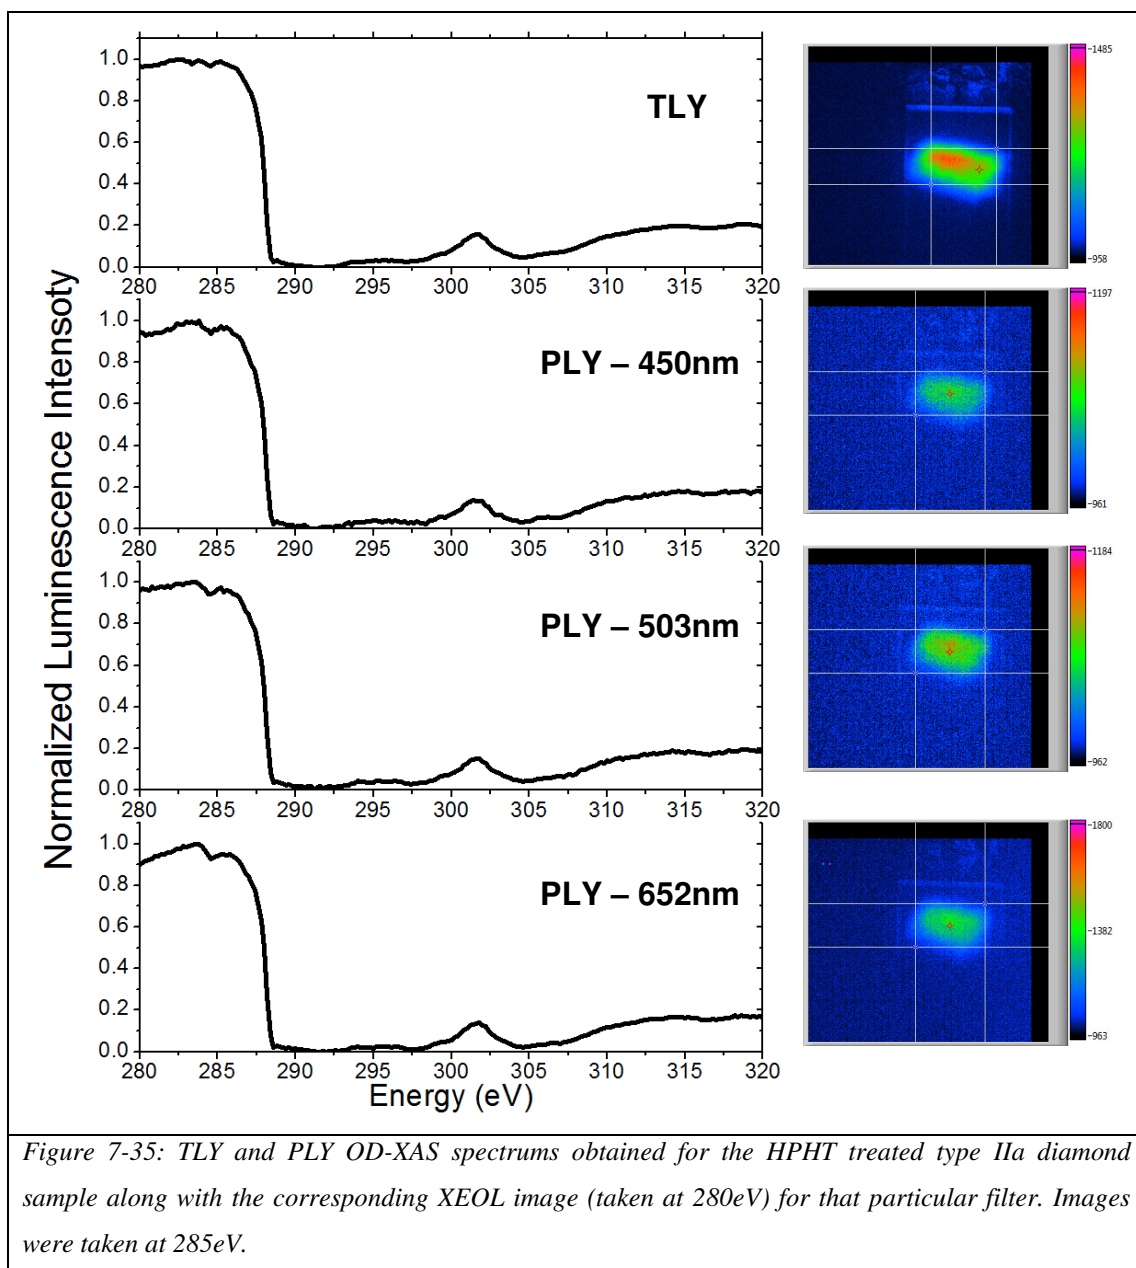 Normalized Luminescence Intensoty
1.0
0.8
0.6
0.4
0.2
0.0
280 285 290 295 300 305 310 315 320
TLY
1485
958
1.0
0.8
0.6
0.4
0.2
0.0
280 285 290 295 300 305 310 315 320
PLY – 450nm
1197
961
1.0
0.8
0.6
0.4
0.2
0.0
280 285 290 295 300 305 310 315 320
PLY – 503nm
1184
962
1.0
0.8
0.6
0.4
0.2
0.0
280 285 290 295 300 305 310 315 320
PLY – 652nm
1800
1382
963
Energy (eV)
Figure 7-35: TLY and PLY OD-XAS spectrums obtained for the HPHT treated type IIa diamond
sample along with the corresponding XEOL image (taken at 280eV) for that particular filter. Images
were taken at 285eV.